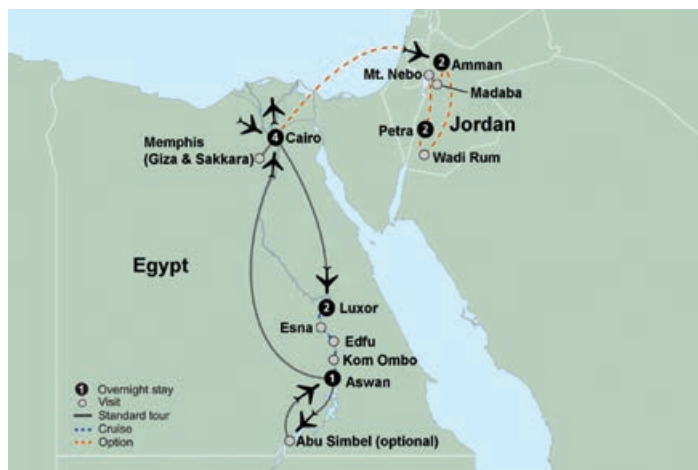 2 Amman
Mt. Nebo
Madaba
4 Cairo
Petra 2
Jordan
Memphis
(Giza & Sakkara)
Wadi Rum
Egypt
2 Luxor
Esna
Edfu
Kom Ombo
1
Aswan
Abu Simbel (optional)
1 Overnight stay
Visit
Standard tour
Cruise
Option